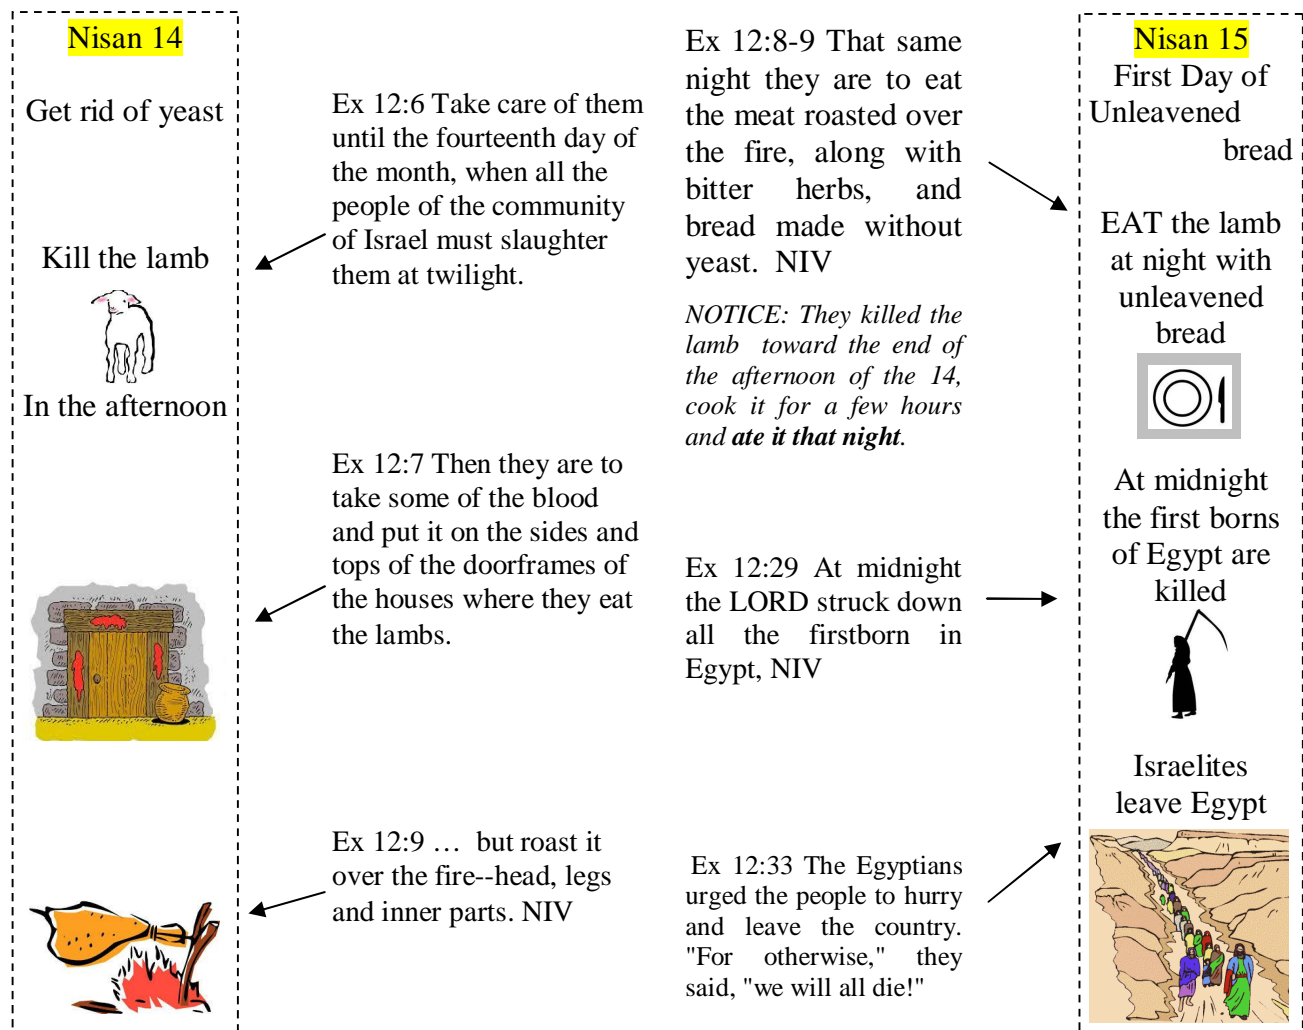 Nisan 14
Get rid of yeast
Kill the lamb
In the afternoon
Ex 12:6 Take care of them
until the fourteenth day of
the month, when all the
people of the community
of Israel must slaughter
them at twilight.
Ex 12:7 Then they are to
take some of the blood
and put it on the sides and
tops of the doorframes of
the houses where they eat
the lambs.
Ex 12:9 … but roast it
over the fire--head, legs
and inner parts. NIV
Ex 12:8-9 That same
night they are to eat
the meat roasted over
the fire, along with
bitter herbs, and
bread made without
yeast. NIV
NOTICE: They killed the
lamb toward the end of
the afternoon of the 14,
cook it for a few hours
and ate it that night.
Ex 12:29 At midnight
the LORD struck down
all the firstborn in
Egypt, NIV
Ex 12:33 The Egyptians
urged the people to hurry
and leave the country.
"For otherwise," they
said, "we will all die!"
Nisan 15
First Day of
Unleavened
bread
EAT the lamb
at night with
unleavened
bread
At midnight
the first borns
of Egypt are
killed
Israelites
leave Egypt